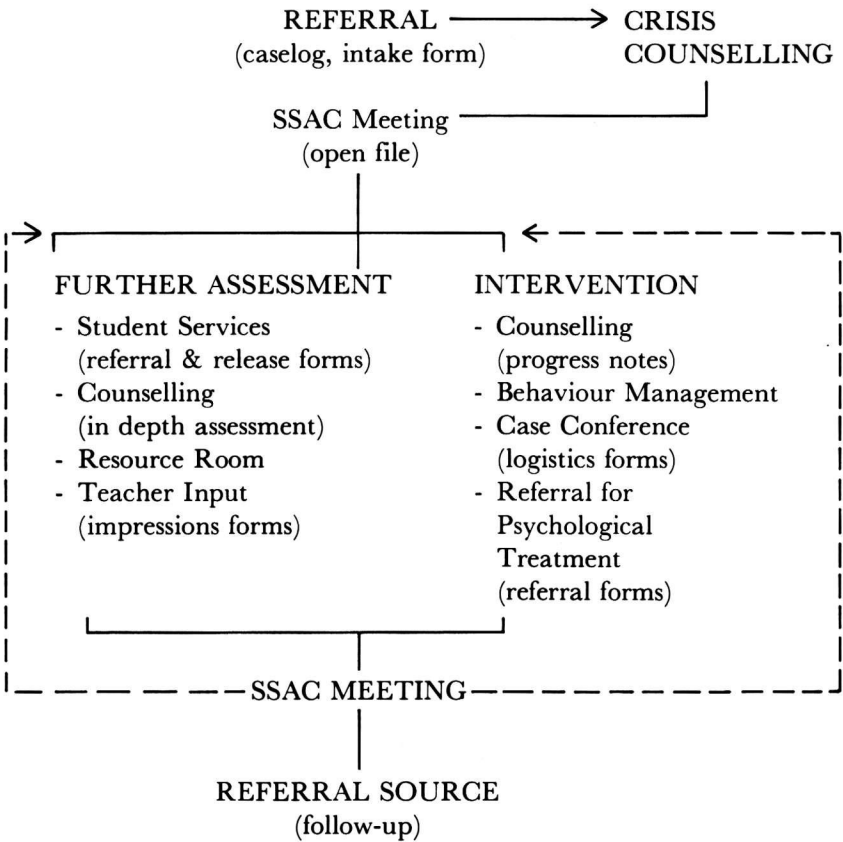 REFERRAL
(caselog, intake form)
CRISIS
COUNSELLING
SSAC Meeting
(open file)
FURTHER ASSESSMENT
- Student Services
(referral & release forms)
- Counselling
(in depth assessment)
- Resource Room
- Teacher Input
(impressions forms)
INTERVENTION
- Counselling
(progress notes)
- Behaviour Management
- Case Conference
(logistics forms)
- Referral for
Psychological
Treatment
(referral forms)
SSAC MEETING
REFERRAL SOURCE
(follow-up)